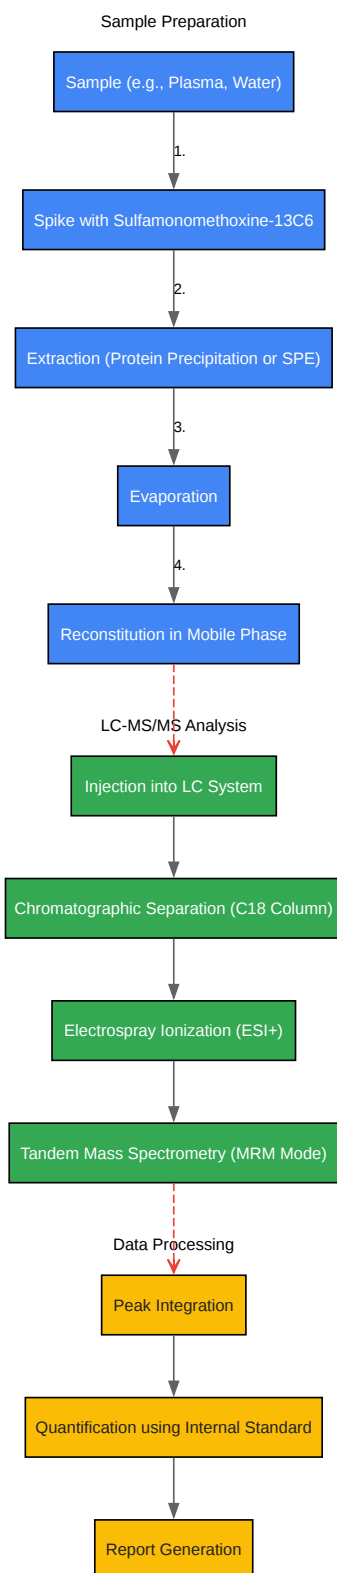 Sample Preparation
Sample (e.g., Plasma, Water)
1.
Spike with Sulfamonomethoxine-13C6
2.
Extraction (Protein Precipitation or SPE)
3.
Evaporation
4.
Reconstitution in Mobile Phase
LC-MS/MS Analysis
Injection into LC System
Chromatographic Separation (C18 Column)
Electrospray Ionization (ESI+)
Tandem Mass Spectrometry (MRM Mode)
Data Processing
Peak Integration
Quantification using Internal Standard
Report Generation